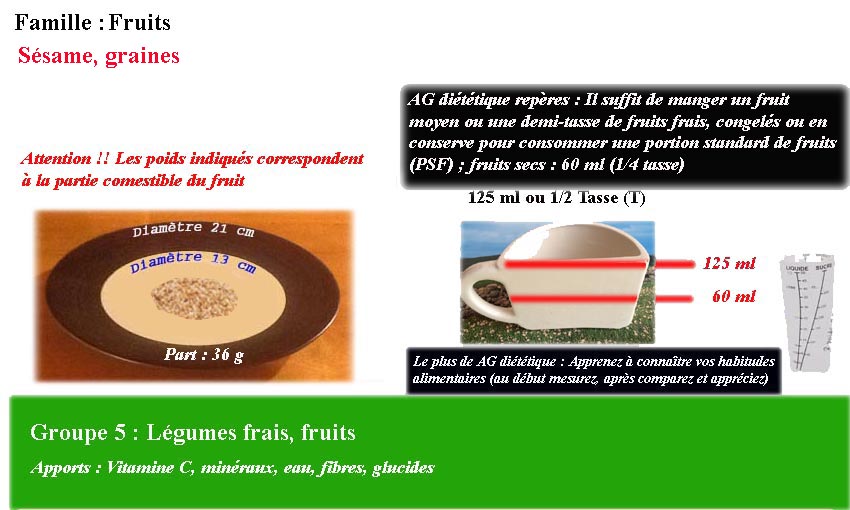 Famille : Fruits
Sésame, graines
AG diététique repères : Il suffit de manger un fruit
moyen ou une demi-tasse de fruits frais, congelés ou en
conserve pour consommer une portion standard de fruits
(PSF) ; fruits secs : 60 ml (1/4 tasse)
Attention !! Les poids indiqués correspondent
à la partie comestible du fruit
125 ml ou 1/2 Tasse (T)
Diamètre 21 cm
Diamètre 13 cm
Part : 36 g
125 ml
60 ml
LIQUIDE SUCRE
Le plus de AG diététique : Apprenez à connaître vos habitudes
alimentaires (au début mesurez, après comparez et appréciez)
Groupe 5 : Légumes frais, fruits
Apports : Vitamine C, minéraux, eau, fibres, glucides